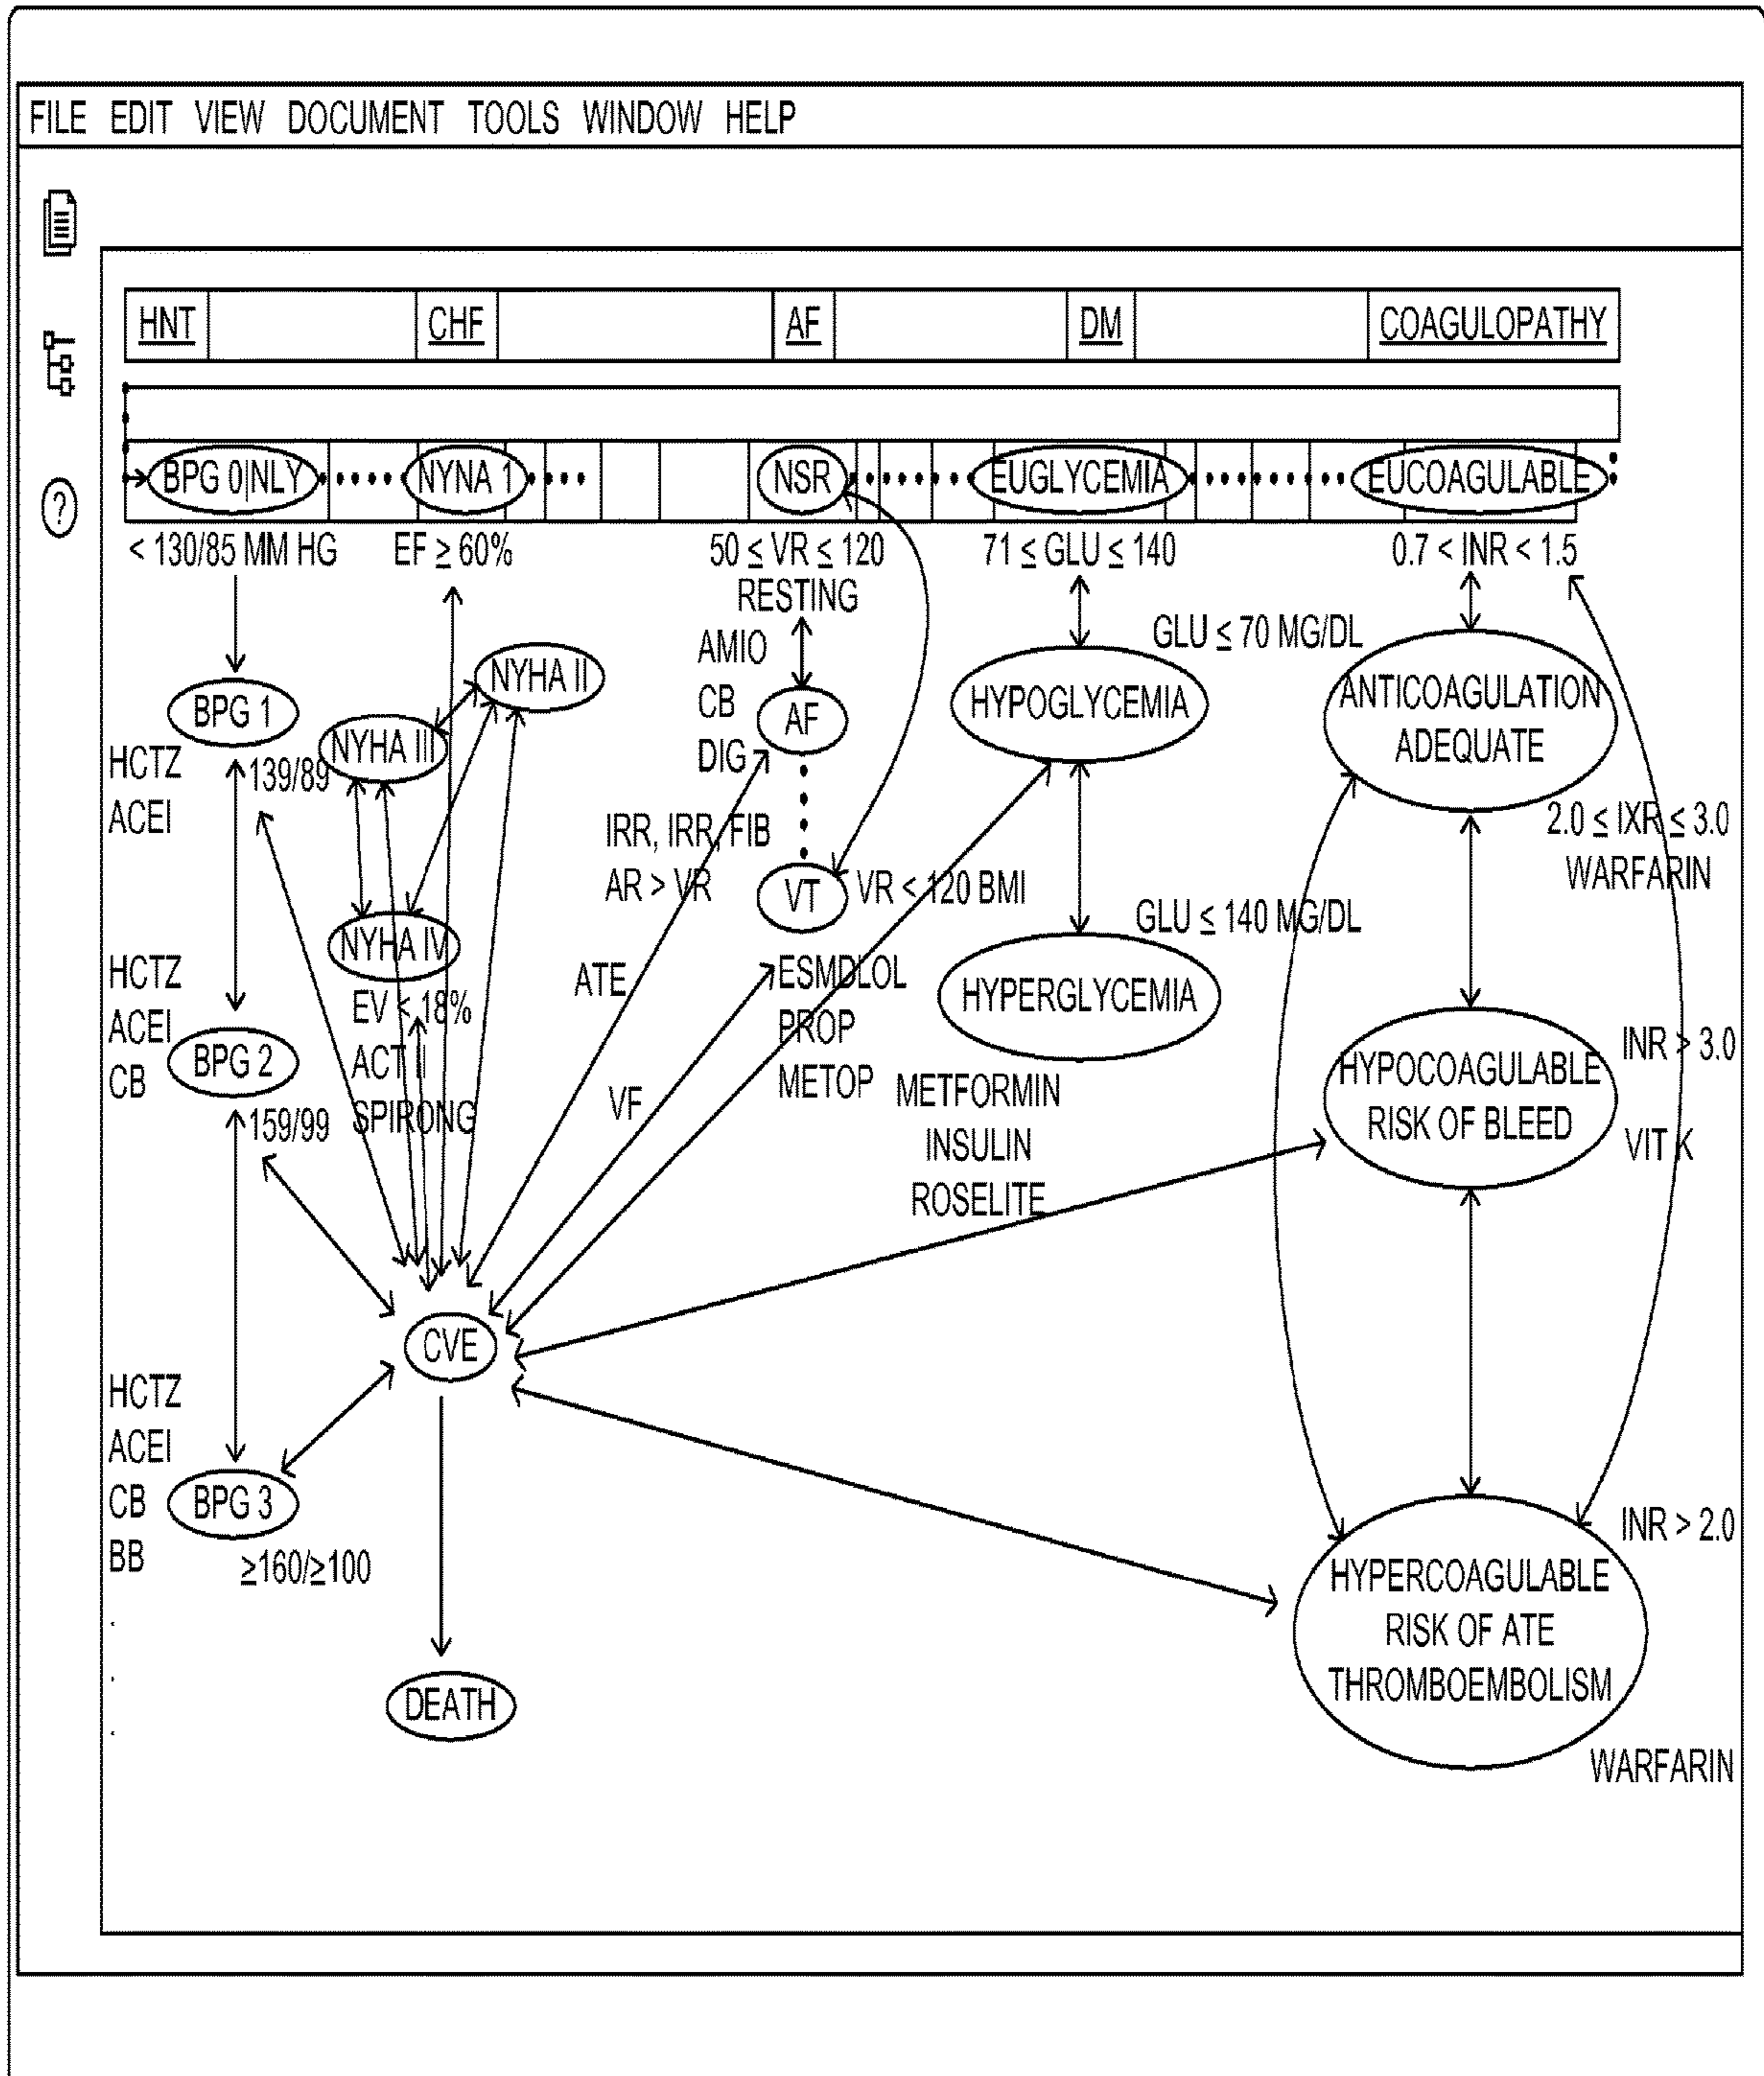 FILE EDIT VIEW DOCUMENT TOOLS WINDOW HELP
?
HNT CHF AF DM COAGULOPATHY
BPG 0|NLY NYNA 1 NSR EUGLYCEMIA EUCOAGULABLE
< 130/85 MM HG EF ≥ 60% 50 ≤ VR ≤ 120 71 ≤ GLU ≤ 140 0.7 < INR < 1.5
RESTING
BPG 1
139/89
HCTZ
ACEI
HCTZ
ACEI
CB
BPG 2
159/99
HCTZ
ACEI
CB
BB
BPG 3
≥160/≥100
NYHA II
NYHA III
NYHA IV
EV < 18%
ACT II
SPIRONG
CVE
DEATH
AMIO
CB
DIG
AF
IRR, IRR, FIB
AR > VR
VT
VR < 120 BMI
ATE
VF
ESMDLOL
PROP
METOP
GLU ≤ 70 MG/DL
HYPOGLYCEMIA
GLU ≤ 140 MG/DL
HYPERGLYCEMIA
METFORMIN
INSULIN
ROSELITE
ANTICOAGULATION
ADEQUATE
2.0 ≤ IXR ≤ 3.0
WARFARIN
INR > 3.0
HYPOCOAGULABLE
RISK OF BLEED
VIT K
INR > 2.0
HYPERCOAGULABLE
RISK OF ATE
THROMBOEMBOLISM
WARFARIN